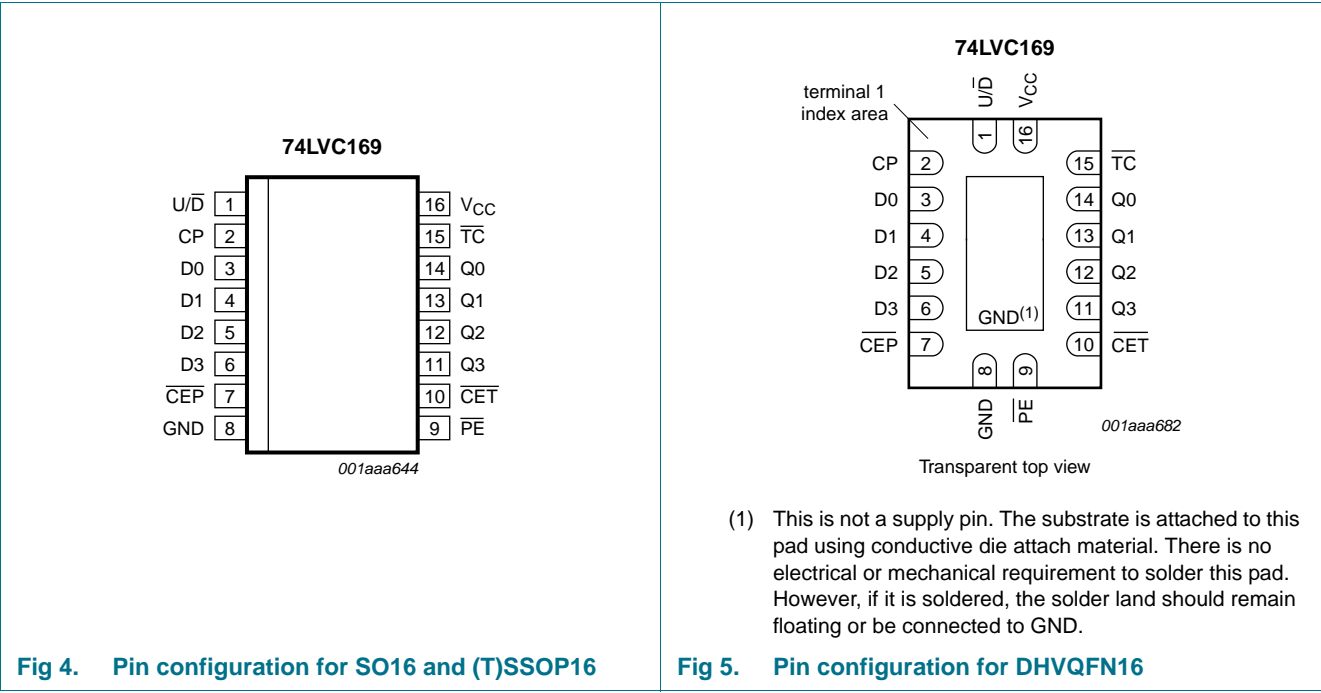 74LVC169
U/D̅ 1
CP 2
D0 3
D1 4
D2 5
D3 6
C̅E̅P̅ 7
GND 8
16 VCC
15 T̅C̅
14 Q0
13 Q1
12 Q2
11 Q3
10 C̅E̅T̅
9 P̅E̅
001aaa644
Fig 4. Pin configuration for SO16 and (T)SSOP16
74LVC169
terminal 1
index area
U/D̅
VCC
1
16
CP 2
D0 3
D1 4
D2 5
D3 6
C̅E̅P̅ 7
15 T̅C̅
14 Q0
13 Q1
12 Q2
11 Q3
10 C̅E̅T̅
GND(1)
8
9
GND
P̅E̅
001aaa682
Transparent top view
(1) This is not a supply pin. The substrate is attached to this
pad using conductive die attach material. There is no
electrical or mechanical requirement to solder this pad.
However, if it is soldered, the solder land should remain
floating or be connected to GND.
Fig 5. Pin configuration for DHVQFN16